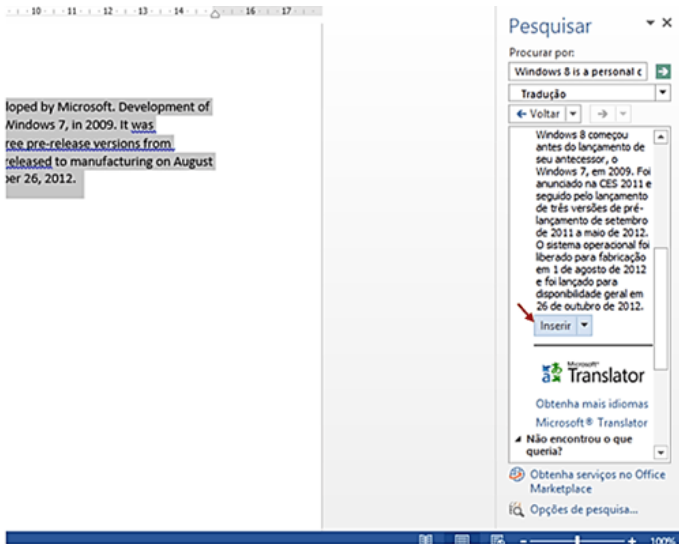 10 11 12 13 14 15 16 17
Pesquisar
Procurar por:
Windows 8 is a personal c
Tradução
Voltar
loped by Microsoft. Development of
Windows 7, in 2009. It was
ree pre-release versions from
released to manufacturing on August
ber 26, 2012.
Windows 8 começou
antes do lançamento de
seu antecessor, o
Windows 7, em 2009. Foi
anunciado na CES 2011 e
seguido pelo lançamento
de três versões de pré-
lançamento de setembro
de 2011 a maio de 2012.
O sistema operacional foi
liberado para fabricação
em 1 de agosto de 2012
e foi lançado para
disponibilidade geral em
26 de outubro de 2012.
Inserir
Microsoft®
Translator
Obtenha mais idiomas
Microsoft® Translator
Não encontrou o que
queria?
Obtenha serviços no Office
Marketplace
Opções de pesquisa...
100%